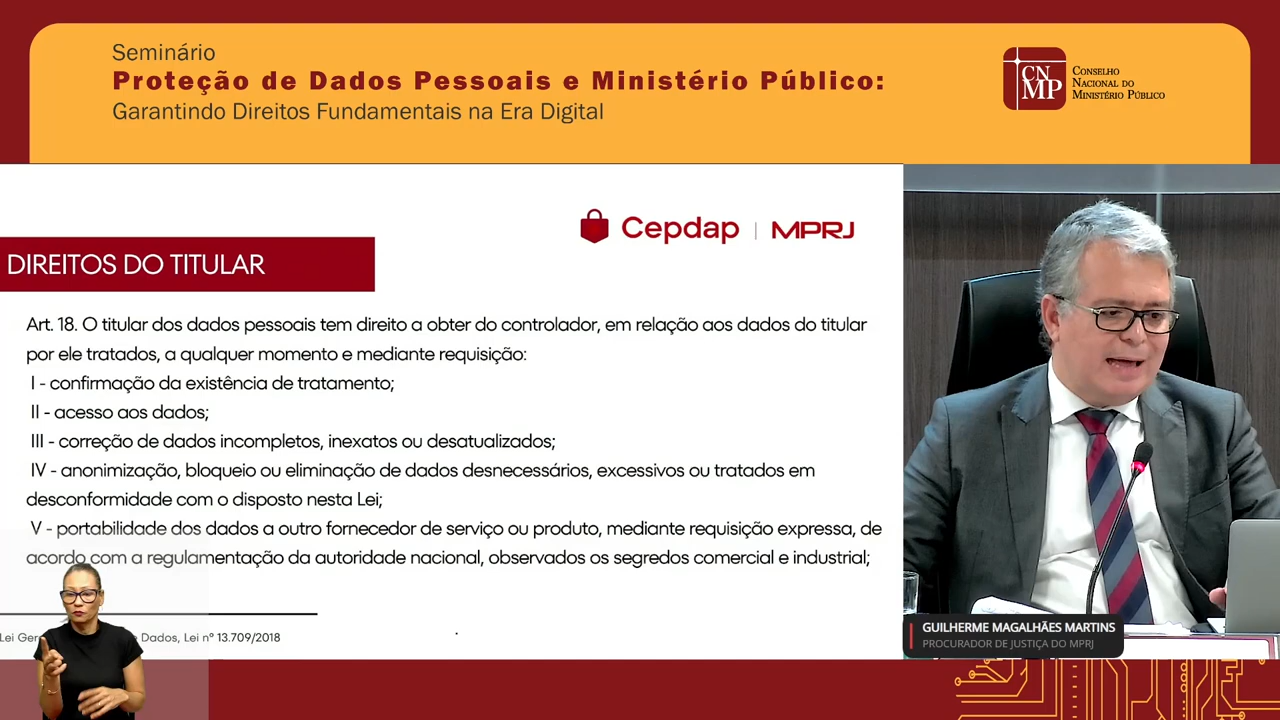 Seminário
Proteção de Dados Pessoais e Ministério Público:
Garantindo Direitos Fundamentais na Era Digital
CN
MP
CONSELHO
NACIONAL DO
MINISTÉRIO PÚBLICO
Cepdap | MPRJ
DIREITOS DO TITULAR
Art. 18. O titular dos dados pessoais tem direito a obter do controlador, em relação aos dados do titular
por ele tratados, a qualquer momento e mediante requisição:
I - confirmação da existência de tratamento;
II - acesso aos dados;
III - correção de dados incompletos, inexatos ou desatualizados;
IV - anonimização, bloqueio ou eliminação de dados desnecessários, excessivos ou tratados em
desconformidade com o disposto nesta Lei;
V - portabilidade dos dados a outro fornecedor de serviço ou produto, mediante requisição expressa, de
acordo com a regulamentação da autoridade nacional, observados os segredos comercial e industrial;
Lei Dados, Lei nº 13.709/2018
GUILHERME MAGALHÃES MARTINS
PROCURADOR DE JUSTIÇA DO MPRJ